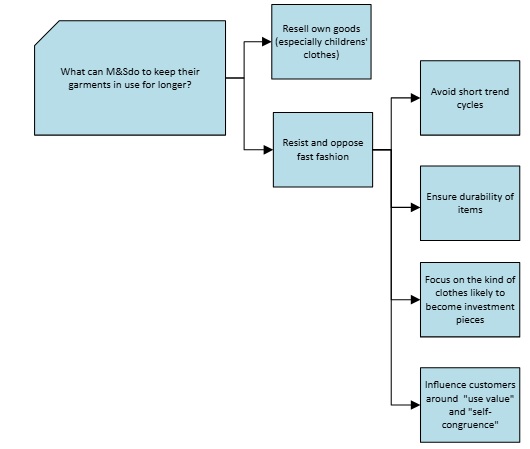 What can M&Sdo to keep their
garments in use for longer?
Resell own goods
(especially childrens'
clothes)
Resist and oppose
fast fashion
Avoid short trend
cycles
Ensure durability of
items
Focus on the kind of
clothes likely to
become investment
pieces
Influence customers
around "use value"
and "self-
congruence"